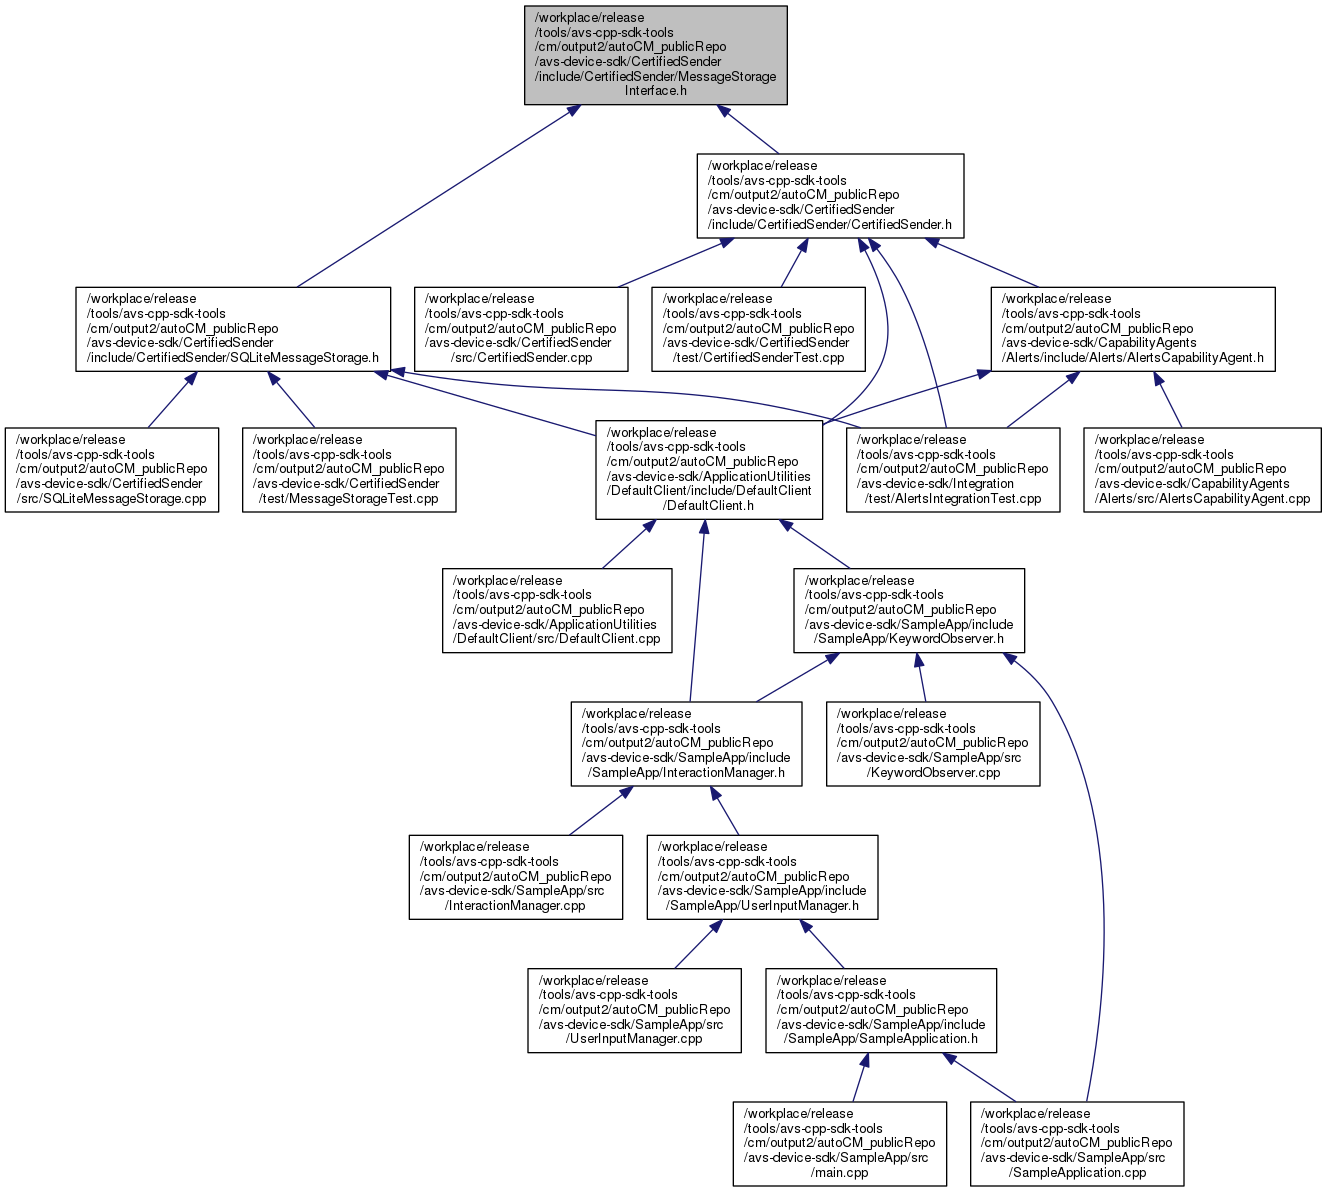 /workplace/release
/tools/avs-cpp-sdk-tools
/cm/output2/autoCM_publicRepo
/avs-device-sdk/CertifiedSender
/include/CertifiedSender/MessageStorage
Interface.h
/workplace/release
/tools/avs-cpp-sdk-tools
/cm/output2/autoCM_publicRepo
/avs-device-sdk/CertifiedSender
/include/CertifiedSender/CertifiedSender.h
/workplace/release
/tools/avs-cpp-sdk-tools
/cm/output2/autoCM_publicRepo
/avs-device-sdk/CertifiedSender
/include/CertifiedSender/SQLiteMessageStorage.h
/workplace/release
/tools/avs-cpp-sdk-tools
/cm/output2/autoCM_publicRepo
/avs-device-sdk/CertifiedSender
/src/CertifiedSender.cpp
/workplace/release
/tools/avs-cpp-sdk-tools
/cm/output2/autoCM_publicRepo
/avs-device-sdk/CertifiedSender
/test/CertifiedSenderTest.cpp
/workplace/release
/tools/avs-cpp-sdk-tools
/cm/output2/autoCM_publicRepo
/avs-device-sdk/CapabilityAgents
/Alerts/include/Alerts/AlertsCapabilityAgent.h
/workplace/release
/tools/avs-cpp-sdk-tools
/cm/output2/autoCM_publicRepo
/avs-device-sdk/CertifiedSender
/src/SQLiteMessageStorage.cpp
/workplace/release
/tools/avs-cpp-sdk-tools
/cm/output2/autoCM_publicRepo
/avs-device-sdk/CertifiedSender
/test/MessageStorageTest.cpp
/workplace/release
/tools/avs-cpp-sdk-tools
/cm/output2/autoCM_publicRepo
/avs-device-sdk/ApplicationUtilities
/DefaultClient/include/DefaultClient
/DefaultClient.h
/workplace/release
/tools/avs-cpp-sdk-tools
/cm/output2/autoCM_publicRepo
/avs-device-sdk/Integration
/test/AlertsIntegrationTest.cpp
/workplace/release
/tools/avs-cpp-sdk-tools
/cm/output2/autoCM_publicRepo
/avs-device-sdk/CapabilityAgents
/Alerts/src/AlertsCapabilityAgent.cpp
/workplace/release
/tools/avs-cpp-sdk-tools
/cm/output2/autoCM_publicRepo
/avs-device-sdk/ApplicationUtilities
/DefaultClient/src/DefaultClient.cpp
/workplace/release
/tools/avs-cpp-sdk-tools
/cm/output2/autoCM_publicRepo
/avs-device-sdk/SampleApp/include
/SampleApp/KeywordObserver.h
/workplace/release
/tools/avs-cpp-sdk-tools
/cm/output2/autoCM_publicRepo
/avs-device-sdk/SampleApp/include
/SampleApp/InteractionManager.h
/workplace/release
/tools/avs-cpp-sdk-tools
/cm/output2/autoCM_publicRepo
/avs-device-sdk/SampleApp/src
/KeywordObserver.cpp
/workplace/release
/tools/avs-cpp-sdk-tools
/cm/output2/autoCM_publicRepo
/avs-device-sdk/SampleApp/src
/InteractionManager.cpp
/workplace/release
/tools/avs-cpp-sdk-tools
/cm/output2/autoCM_publicRepo
/avs-device-sdk/SampleApp/include
/SampleApp/UserInputManager.h
/workplace/release
/tools/avs-cpp-sdk-tools
/cm/output2/autoCM_publicRepo
/avs-device-sdk/SampleApp/src
/UserInputManager.cpp
/workplace/release
/tools/avs-cpp-sdk-tools
/cm/output2/autoCM_publicRepo
/avs-device-sdk/SampleApp/include
/SampleApp/SampleApplication.h
/workplace/release
/tools/avs-cpp-sdk-tools
/cm/output2/autoCM_publicRepo
/avs-device-sdk/SampleApp/src
/main.cpp
/workplace/release
/tools/avs-cpp-sdk-tools
/cm/output2/autoCM_publicRepo
/avs-device-sdk/SampleApp/src
/SampleApplication.cpp